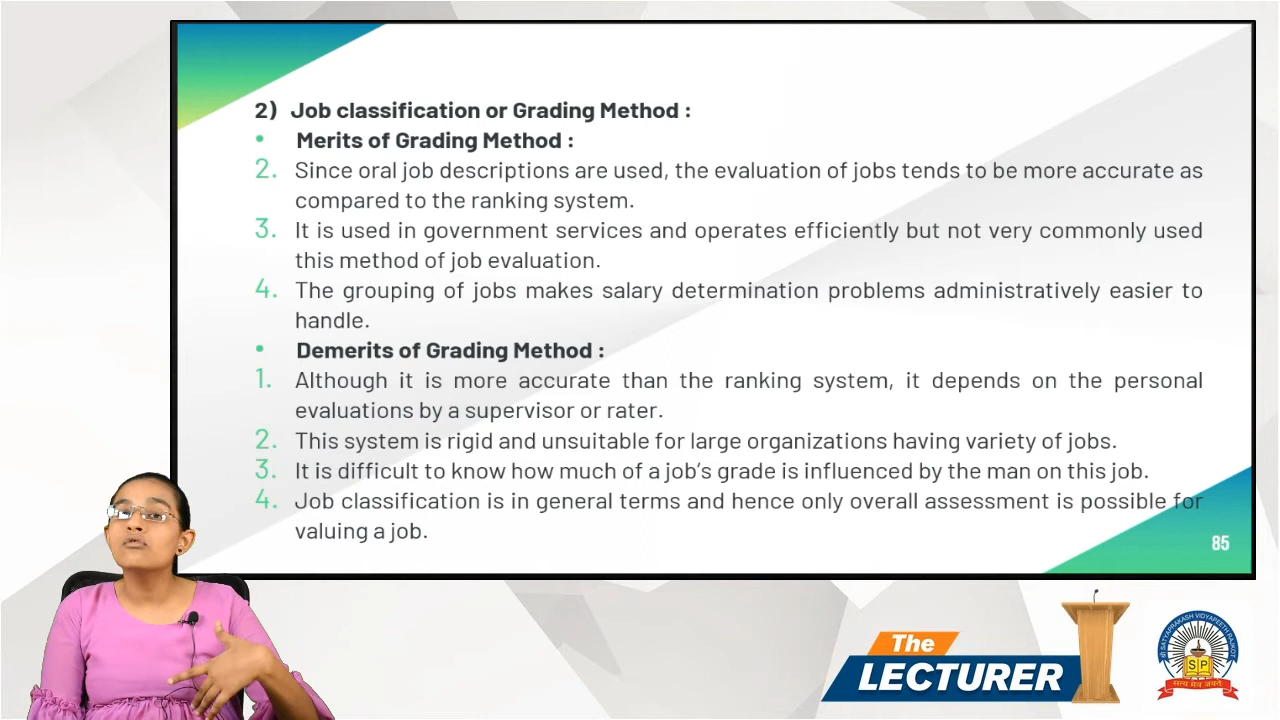 2) Job classification or Grading Method :
• Merits of Grading Method :
2. Since oral job descriptions are used, the evaluation of jobs tends to be more accurate as
compared to the ranking system.
3. It is used in government services and operates efficiently but not very commonly used
this method of job evaluation.
4. The grouping of jobs makes salary determination problems administratively easier to
handle.
• Demerits of Grading Method :
1. Although it is more accurate than the ranking system, it depends on the personal
evaluations by a supervisor or rater.
2. This system is rigid and unsuitable for large organizations having variety of jobs.
3. It is difficult to know how much of a job's grade is influenced by the man on this job.
4. Job classification is in general terms and hence only overall assessment is possible for
valuing a job.
85
The
LECTURER
SATYAPRAKASH VIDYAPEETH RAJKOT
SP
सत्य मेव जयते